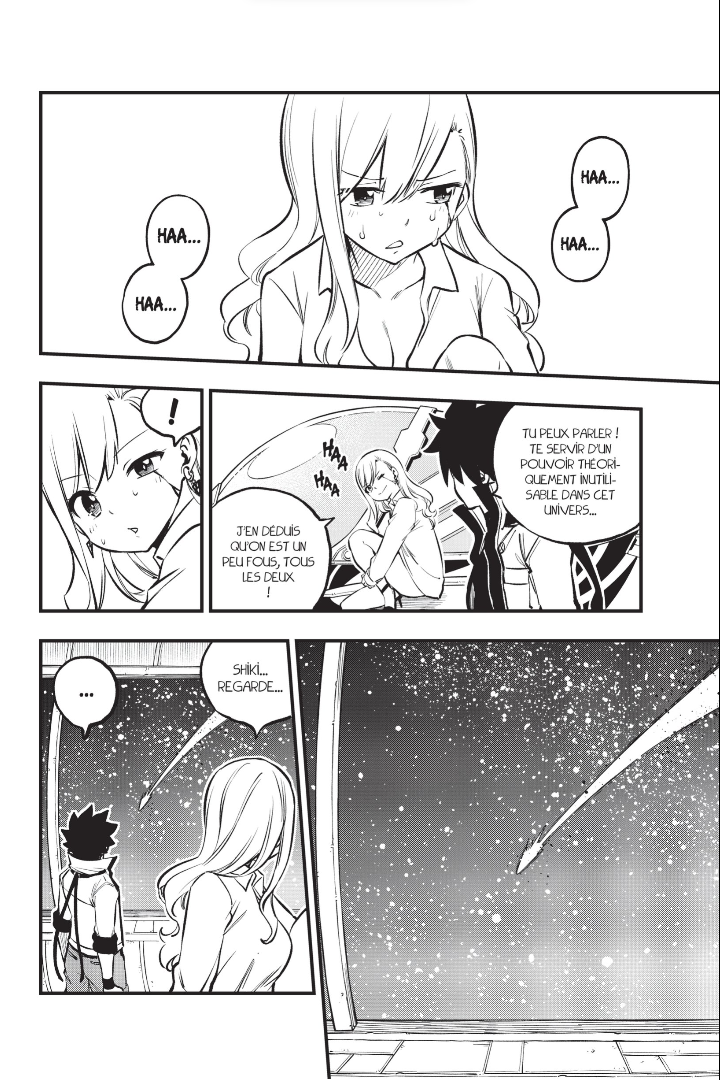 HAA...
HAA...
HAA...
HAA...
!
HAA
HAA
TU PEUX PARLER !
TE SERVIR D'UN
POUVOIR THÉORI-
QUEMENT INUTILI-
SABLE DANS CET
UNIVERS...
J'EN DÉDUIS
QU'ON EST UN
PEU FOUS, TOUS
LES DEUX
!
...
SHIKI...
REGARDE...